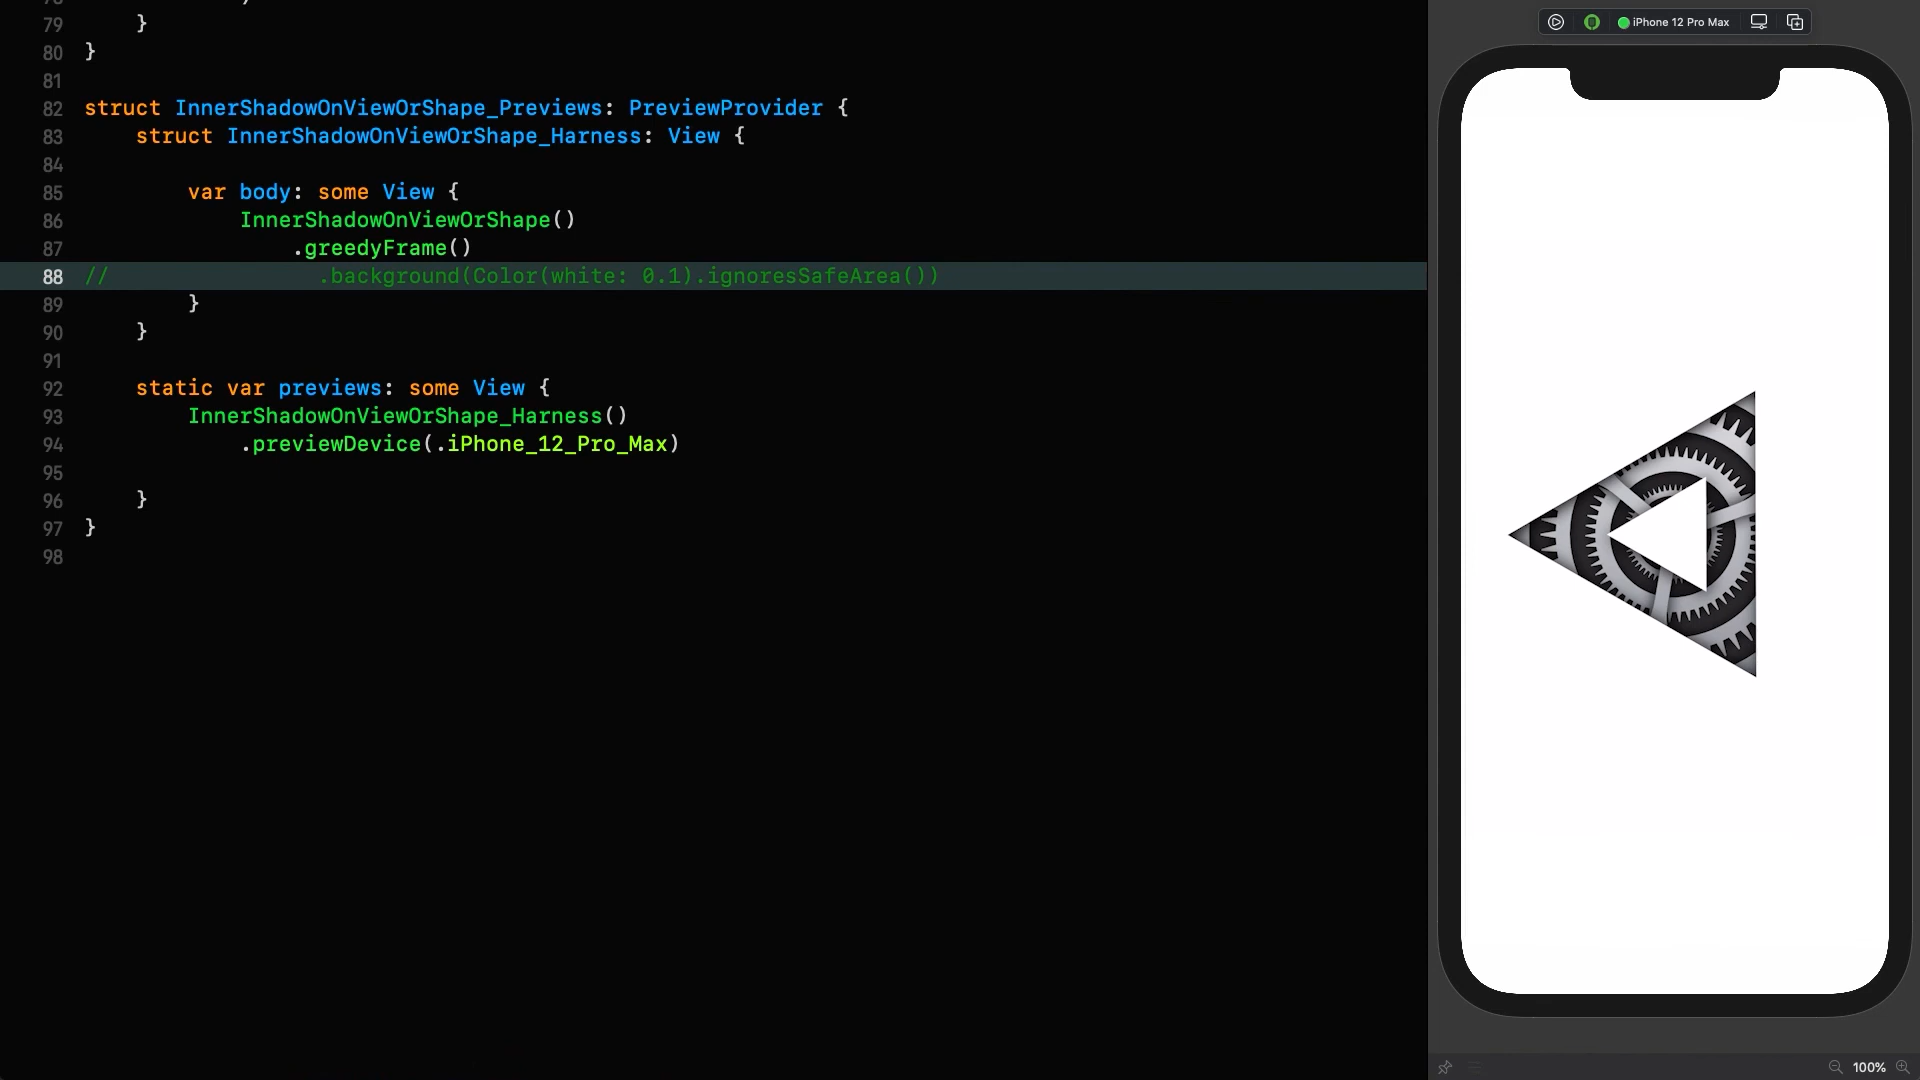 79        }
80    }
81
82    struct InnerShadowOnViewOrShape_Previews: PreviewProvider {
83        struct InnerShadowOnViewOrShape_Harness: View {
84
85            var body: some View {
86                InnerShadowOnViewOrShape()
87                    .greedyFrame()
88    //                .background(Color(white: 0.1).ignoresSafeArea())
89            }
90        }
91
92        static var previews: some View {
93            InnerShadowOnViewOrShape_Harness()
94                .previewDevice(.iPhone_12_Pro_Max)
95
96        }
97    }
98
iPhone 12 Pro Max
100%